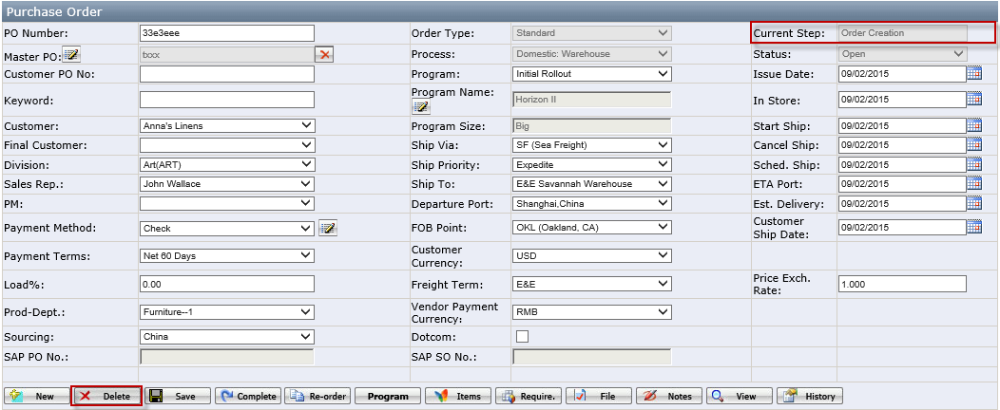 Purchase Order
PO Number: 33e3eee Order Type: Standard Current Step: Order Creation
Master PO: bxxx Process: Domestic: Warehouse Status: Open
Customer PO No: Program: Initial Rollout Issue Date: 09/02/2015
Keyword: Program Name: Horizon II In Store: 09/02/2015
Customer: Anna's Linens Program Size: Big Start Ship: 09/02/2015
Final Customer: Ship Via: SF (Sea Freight) Cancel Ship: 09/02/2015
Division: Art(ART) Ship Priority: Expedite Sched. Ship: 09/02/2015
Sales Rep.: John Wallace Ship To: E&E Savannah Warehouse ETA Port: 09/02/2015
PM: Departure Port: Shanghai,China Est. Delivery: 09/02/2015
Payment Method: Check FOB Point: OKL (Oakland, CA) Customer Ship Date: 09/02/2015
Payment Terms: Net 60 Days Customer Currency: USD
Load%: 0.00 Freight Term: E&E Price Exch. Rate: 1.000
Prod-Dept.: Furniture--1 Vendor Payment Currency: RMB
Sourcing: China Dotcom:
SAP PO No.: SAP SO No.:
New Delete Save Complete Re-order Program Items Require. File Notes View History